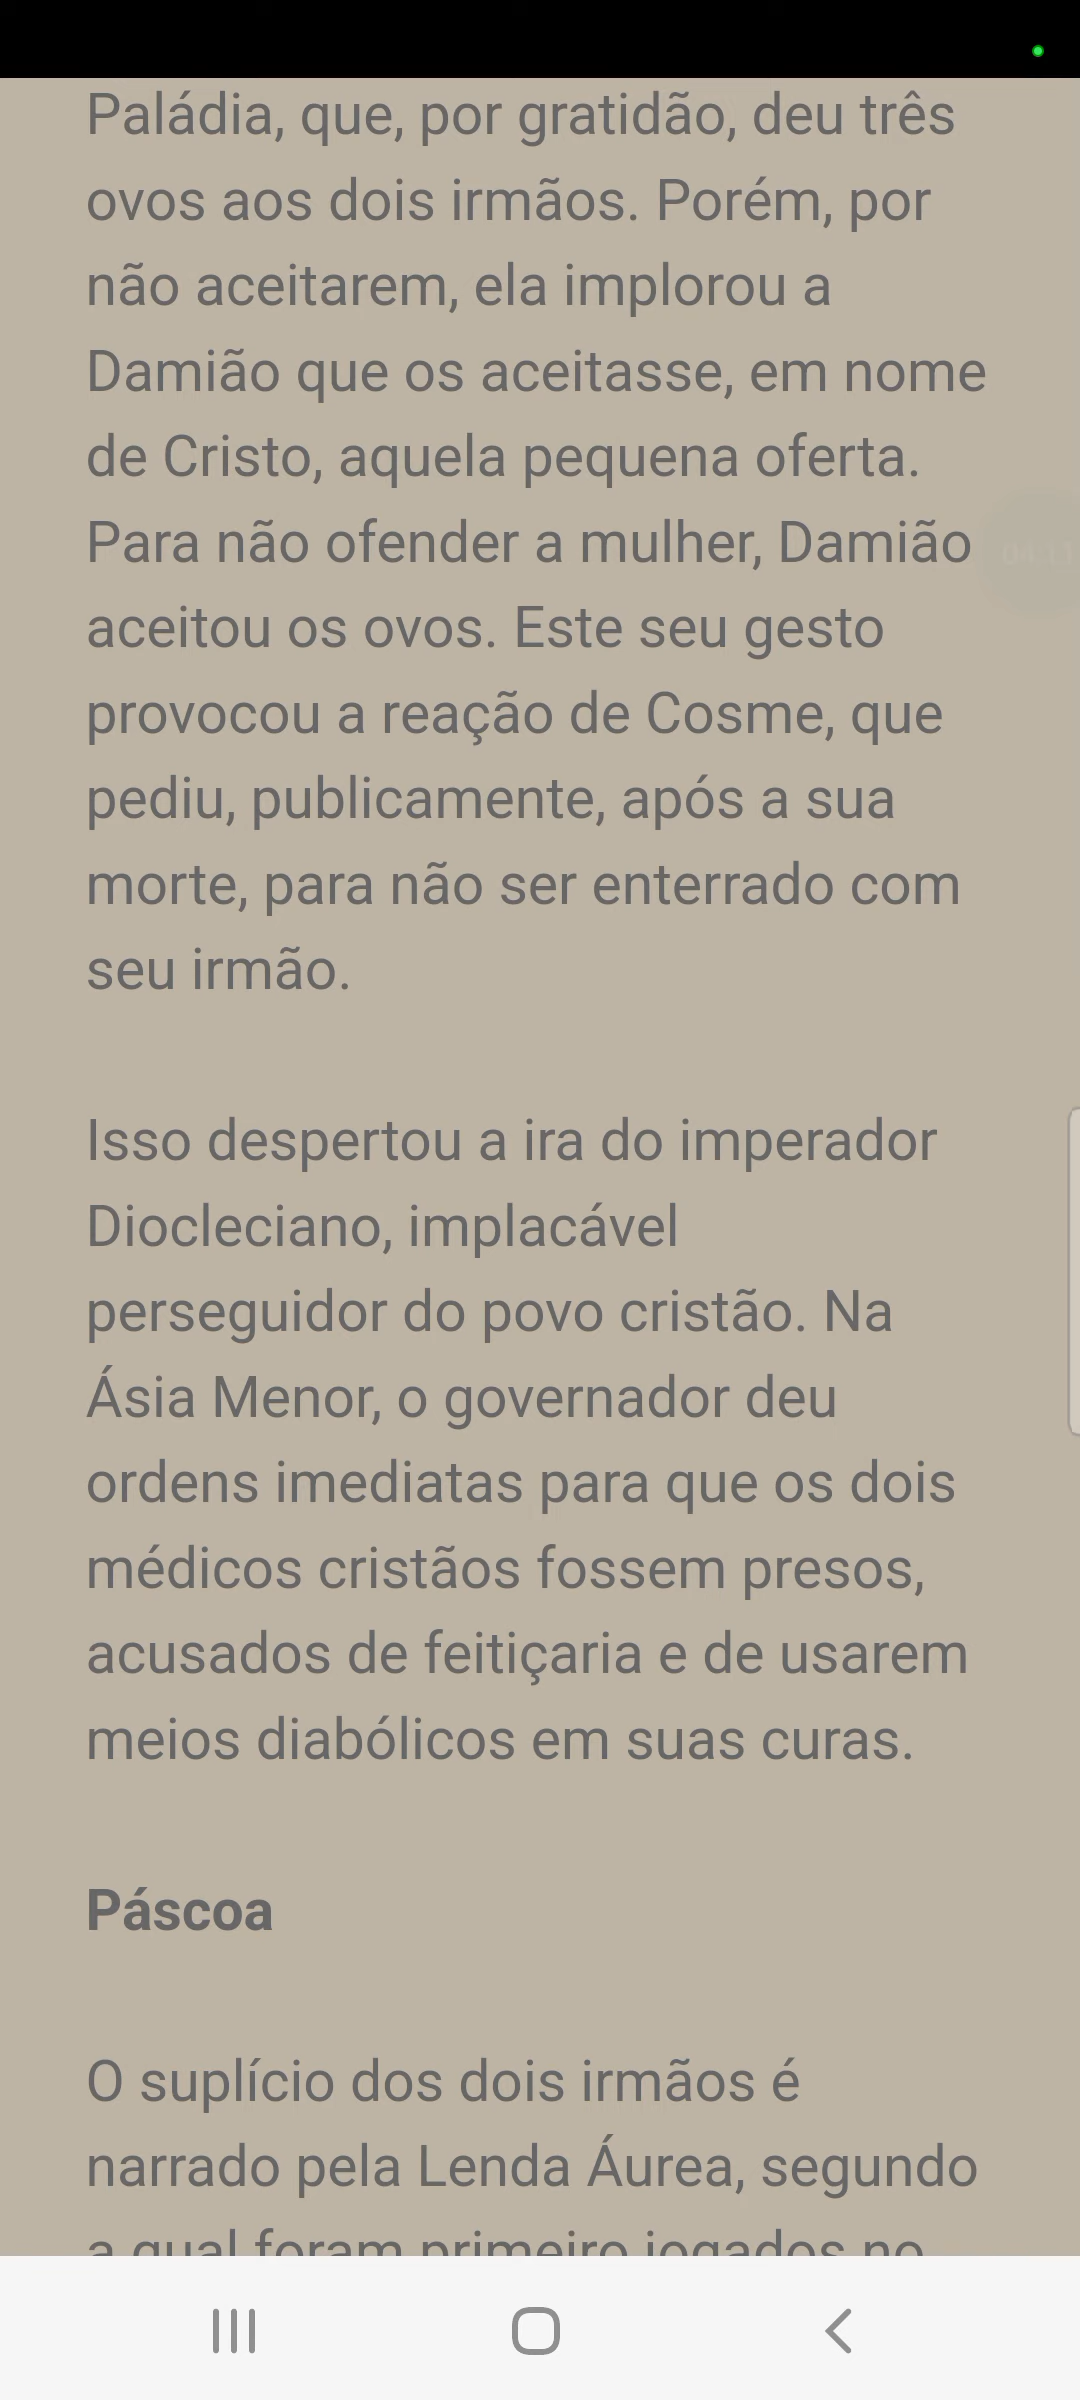 Paládia, que, por gratidão, deu três
ovos aos dois irmãos. Porém, por
não aceitarem, ela implorou a
Damião que os aceitasse, em nome
de Cristo, aquela pequena oferta.
Para não ofender a mulher, Damião
aceitou os ovos. Este seu gesto
provocou a reação de Cosme, que
pediu, publicamente, após a sua
morte, para não ser enterrado com
seu irmão.
Isso despertou a ira do imperador
Diocleciano, implacável
perseguidor do povo cristão. Na
Ásia Menor, o governador deu
ordens imediatas para que os dois
médicos cristãos fossem presos,
acusados de feitiçaria e de usarem
meios diabólicos em suas curas.
Páscoa
O suplício dos dois irmãos é
narrado pela Lenda Áurea, segundo
a qual foram primeiro jogados no